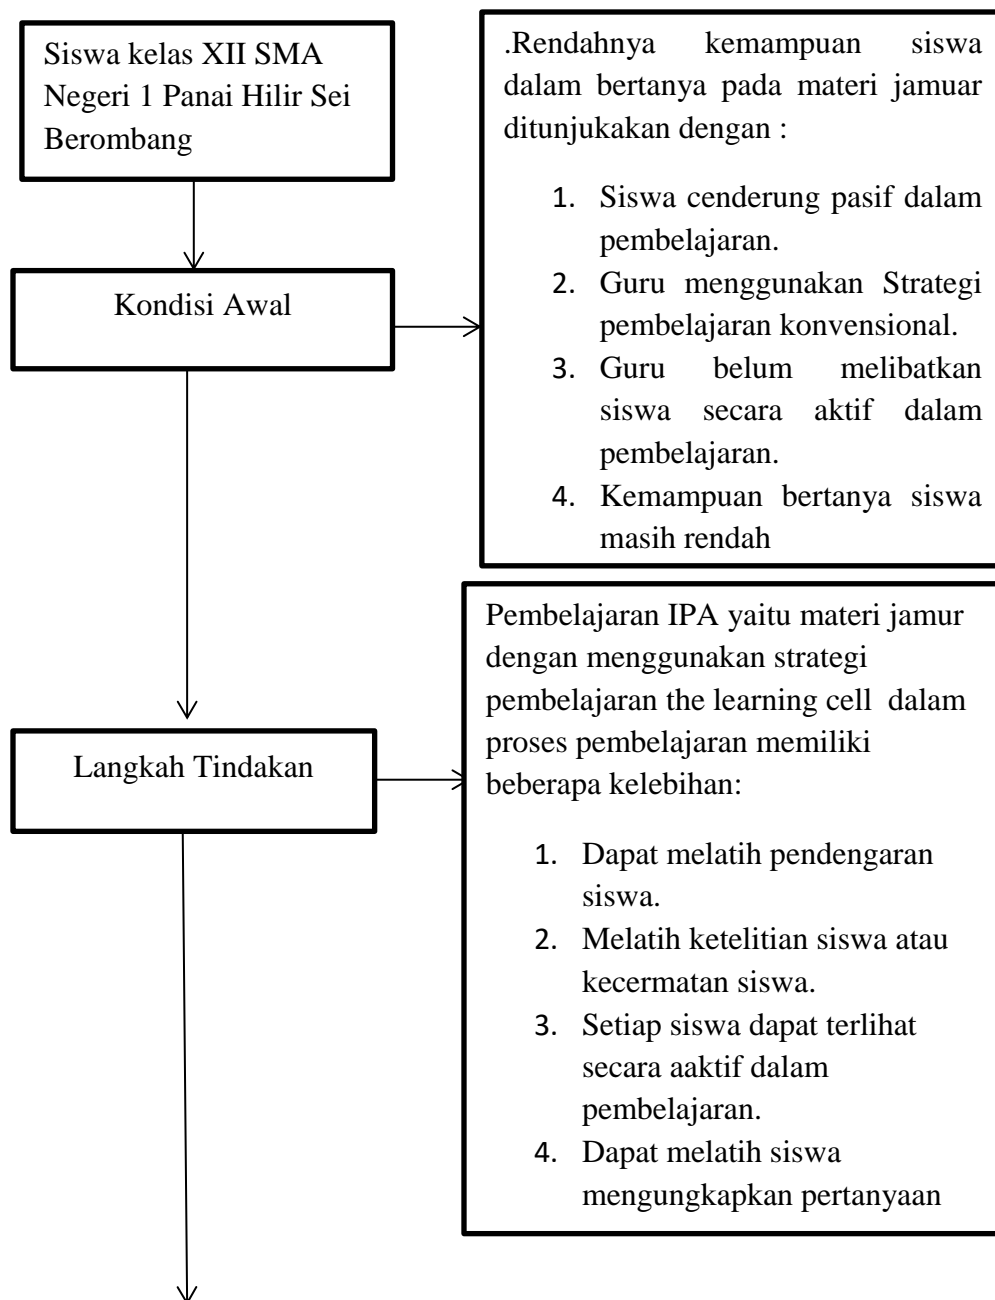 Siswa kelas XII SMA
Negeri 1 Panai Hilir Sei
Berombang
.Rendahnya kemampuan siswa
dalam bertanya pada materi jamuar
ditunjukakan dengan :
1. Siswa cenderung pasif dalam
pembelajaran.
2. Guru menggunakan Strategi
pembelajaran konvensional.
3. Guru belum melibatkan
siswa secara aktif dalam
pembelajaran.
4. Kemampuan bertanya siswa
masih rendah
Kondisi Awal
Pembelajaran IPA yaitu materi jamur
dengan menggunakan strategi
pembelajaran the learning cell dalam
proses pembelajaran memiliki
beberapa kelebihan:
1. Dapat melatih pendengaran
siswa.
2. Melatih ketelitian siswa atau
kecermatan siswa.
3. Setiap siswa dapat terlihat
secara aaktif dalam
pembelajaran.
4. Dapat melatih siswa
mengungkapkan pertanyaan
Langkah Tindakan